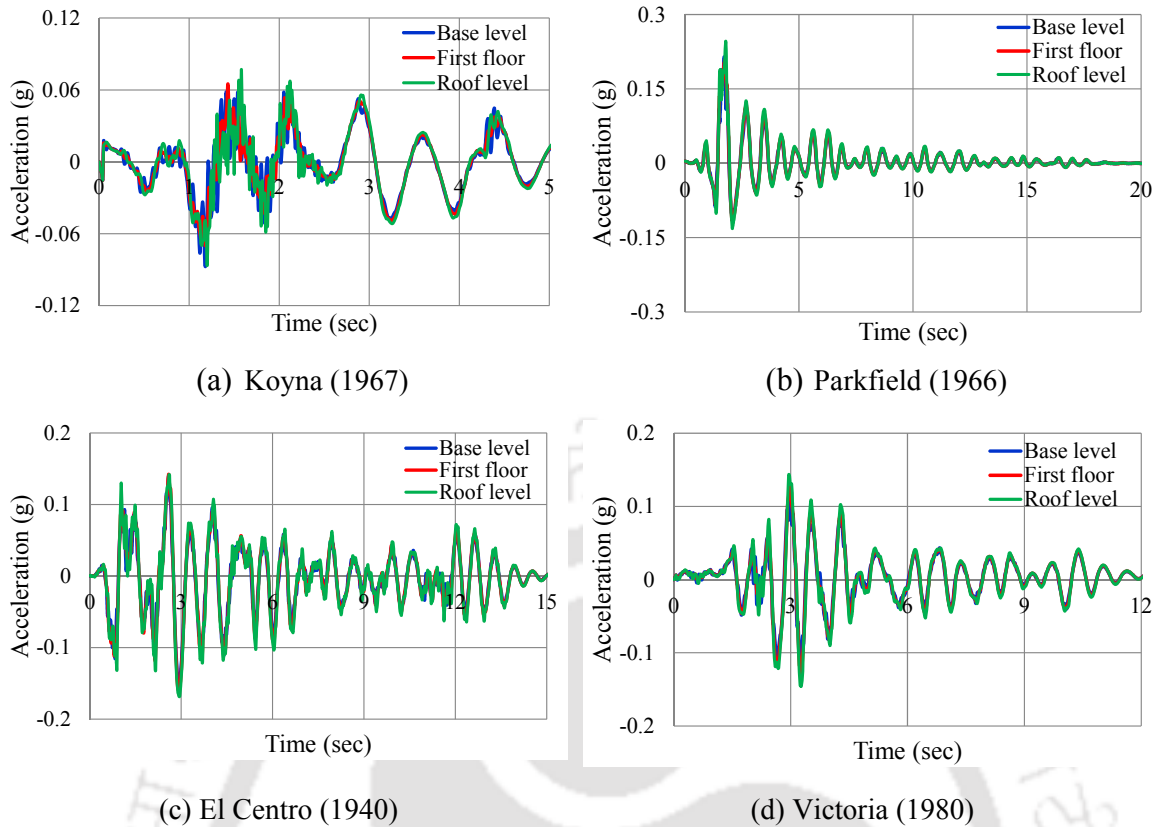 0.12
0.06
0
-0.06
-0.12
Acceleration (g)
0 1 2 3 4 5
Time (sec)
Base level
First floor
Roof level
(a) Koyna (1967)
0.3
0.15
0
-0.15
-0.3
Acceleration (g)
0 5 10 15 20
Time (sec)
Base level
First floor
Roof level
(b) Parkfield (1966)
0.2
0.1
0
-0.1
-0.2
Acceleration (g)
0 3 6 9 12 15
Time (sec)
Base level
First floor
Roof level
(c) El Centro (1940)
0.2
0.1
0
-0.1
-0.2
Acceleration (g)
0 3 6 9 12
Time (sec)
Base level
First floor
Roof level
(d) Victoria (1980)